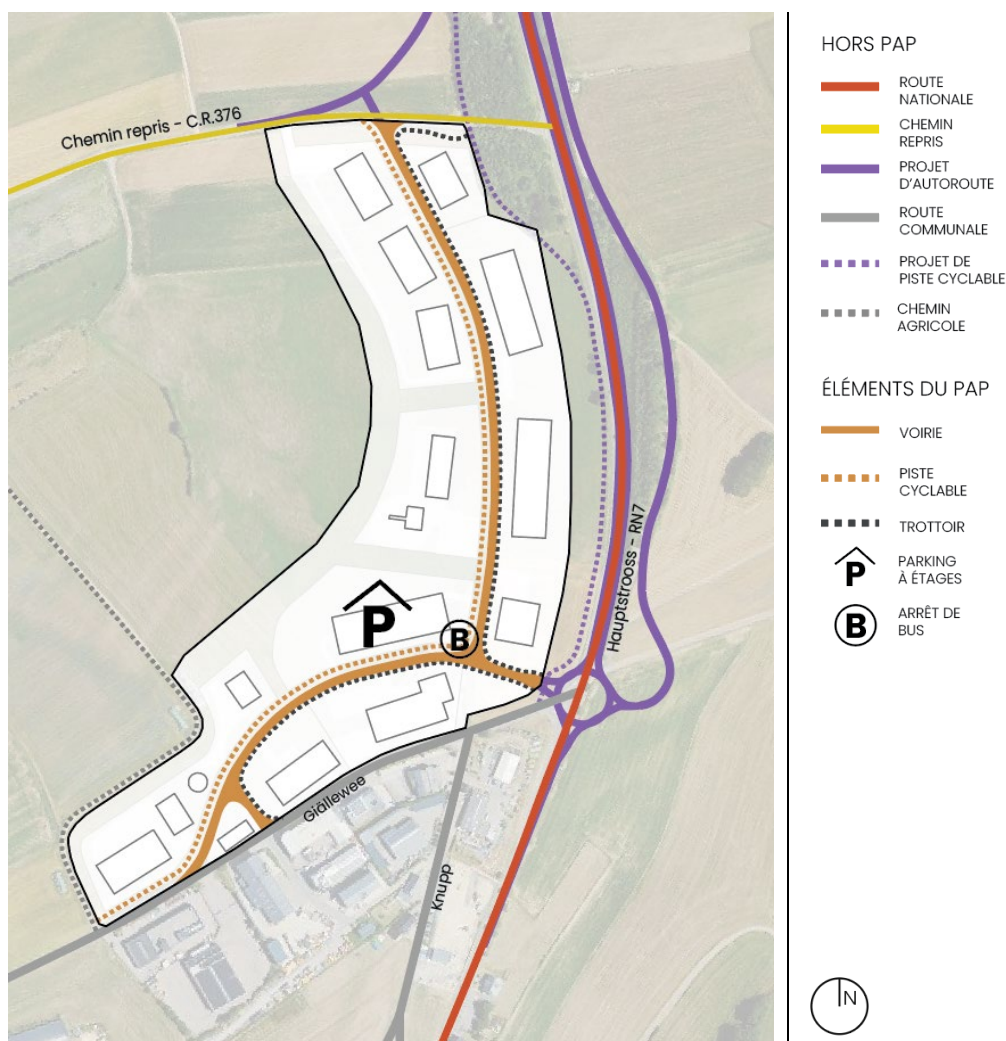 Chemin repris - C.R.376
Hauptstrooss - RN7
P
B
Giällewee
Knupp
HORS PAP
ROUTE
NATIONALE
CHEMIN
REPRIS
PROJET
D'AUTOROUTE
ROUTE
COMMUNALE
PROJET DE
PISTE CYCLABLE
CHEMIN
AGRICOLE
ÉLÉMENTS DU PAP
VOIRIE
PISTE
CYCLABLE
TROTTOIR
P
PARKING
À ÉTAGES
B
ARRÊT DE
BUS
N